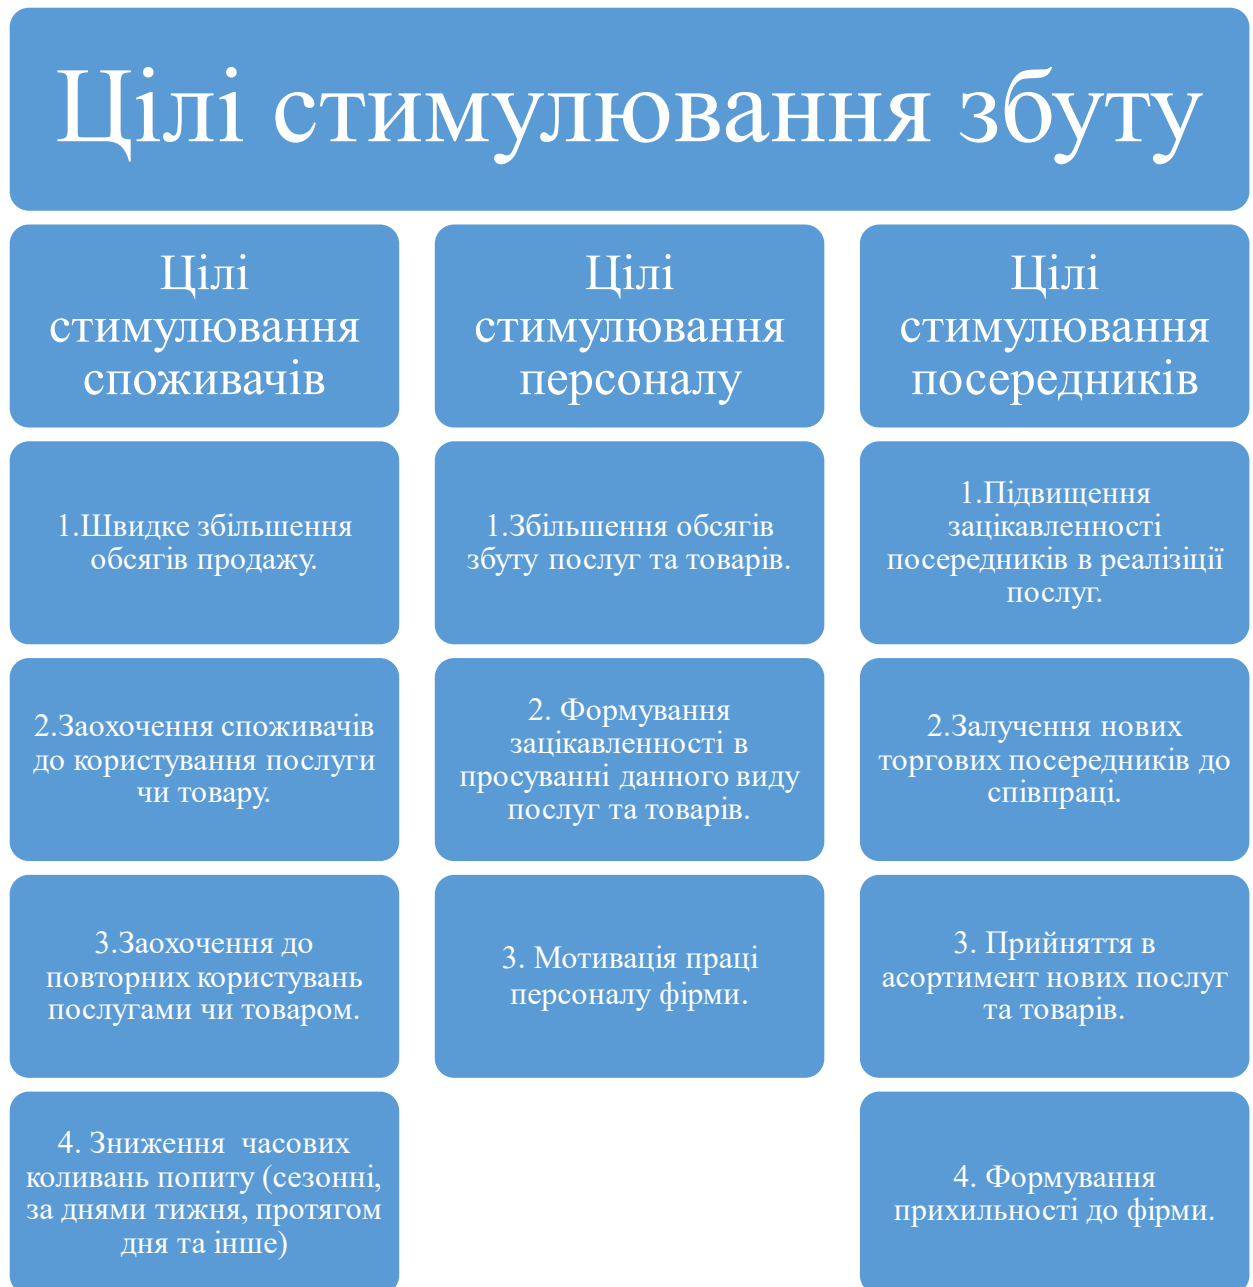 Цілі стимулювання збуту
Цілі
стимулювання
споживачів
Цілі
стимулювання
персоналу
Цілі
стимулювання
посередників
1.Швидке збільшення
обсягів продажу.
1.Збільшення обсягів
збуту послуг та товарів.
1.Підвищення
зацікавленності
посередників в реалізіції
послуг.
2.Заохочення споживачів
до користування послуги
чи товару.
2. Формування
зацікавленності в
просуванні данного виду
послуг та товарів.
2.Залучення нових
торгових посередників до
співпраці.
3.Заохочення до
повторних користувань
послугами чи товаром.
3. Мотивація праці
персоналу фірми.
3. Прийняття в
асортимент нових послуг
та товарів.
4. Зниження  часових
коливань попиту (сезонні,
за днями тижня, протягом
дня та інше)
4. Формування
прихильності до фірми.